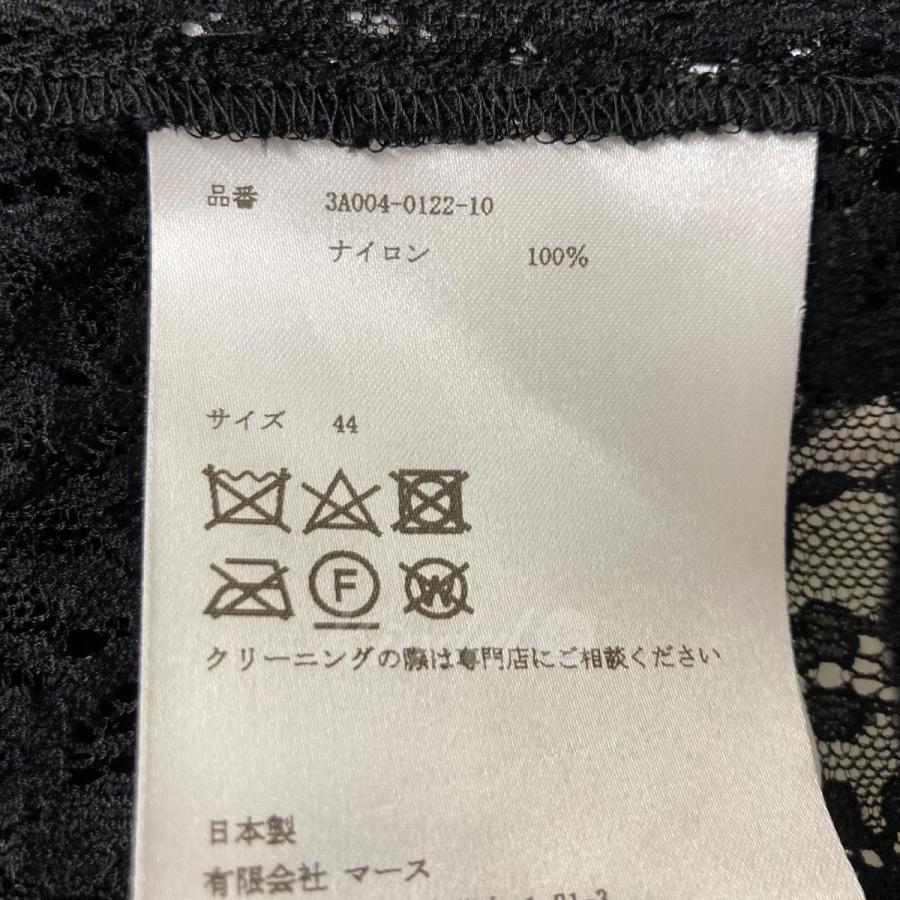 品番 3A004-0122-10
ナイロン 100%
サイズ 44
F W
クリーニングの際は専門店にご相談ください
日本製
有限会社 マース